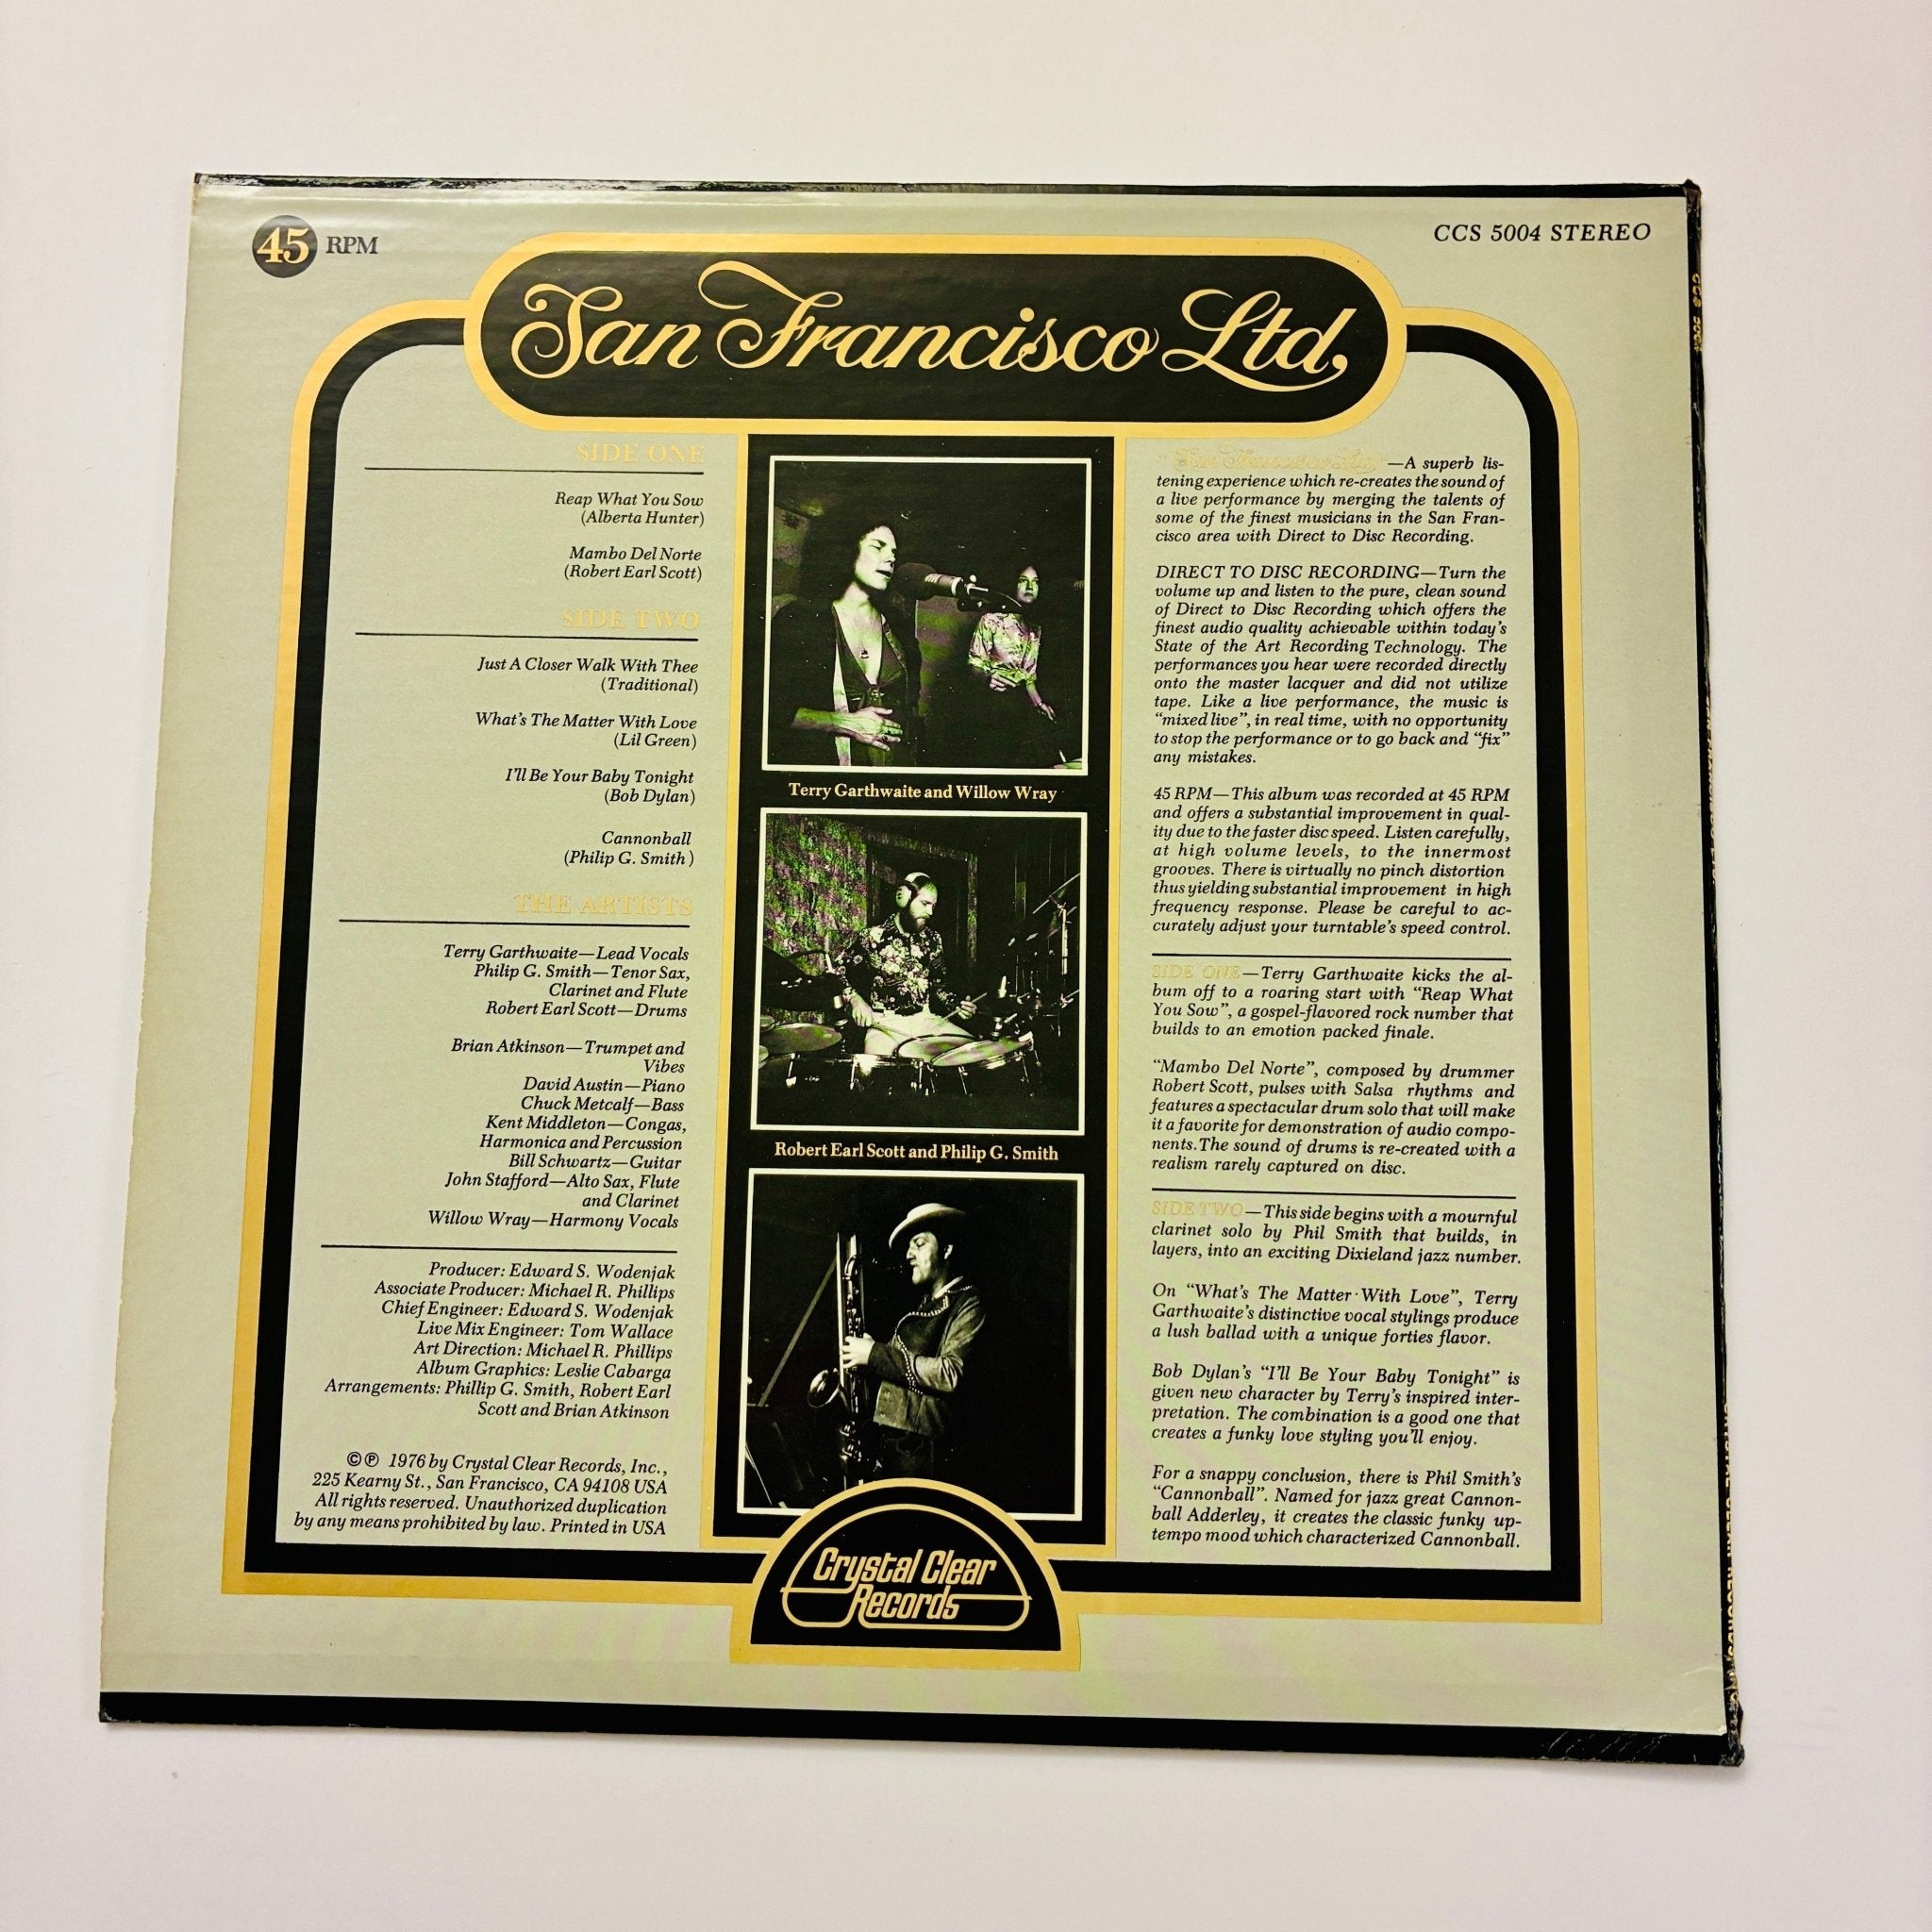 45 RPM
CCS 5004 STEREO
San Francisco Ltd.
SIDE ONE
Reap What You Sow
(Alberta Hunter)
Mambo Del Norte
(Robert Earl Scott)
SIDE TWO
Just A Closer Walk With Thee
(Traditional)
What's The Matter With Love
(Lil Green)
I'll Be Your Baby Tonight
(Bob Dylan)
Cannonball
(Philip G. Smith)
THE ARTISTS
Terry Garthwaite—Lead Vocals
Philip G. Smith—Tenor Sax,
Clarinet and Flute
Robert Earl Scott—Drums
Brian Atkinson—Trumpet and
Vibes
David Austin—Piano
Chuck Metcalf—Bass
Kent Middleton—Congas,
Harmonica and Percussion
Bill Schwartz—Guitar
John Stafford—Alto Sax, Flute
and Clarinet
Willow Wray—Harmony Vocals
Producer: Edward S. Wodenjak
Associate Producer: Michael R. Phillips
Chief Engineer: Edward S. Wodenjak
Live Mix Engineer: Tom Wallace
Art Direction: Michael R. Phillips
Album Graphics: Leslie Cabarga
Arrangements: Phillip G. Smith, Robert Earl
Scott and Brian Atkinson
©℗ 1976 by Crystal Clear Records, Inc.,
225 Kearny St., San Francisco, CA 94108 USA
All rights reserved. Unauthorized duplication
by any means prohibited by law. Printed in USA
Terry Garthwaite and Willow Wray
Robert Earl Scott and Philip G. Smith
Crystal Clear
Records
"San Francisco Ltd."—A superb lis-
tening experience which re-creates the sound of
a live performance by merging the talents of
some of the finest musicians in the San Fran-
cisco area with Direct to Disc Recording.
DIRECT TO DISC RECORDING—Turn the
volume up and listen to the pure, clean sound
of Direct to Disc Recording which offers the
finest audio quality achievable within today's
State of the Art Recording Technology. The
performances you hear were recorded directly
onto the master lacquer and did not utilize
tape. Like a live performance, the music is
"mixed live", in real time, with no opportunity
to stop the performance or to go back and "fix"
any mistakes.
45 RPM—This album was recorded at 45 RPM
and offers a substantial improvement in qual-
ity due to the faster disc speed. Listen carefully,
at high volume levels, to the innermost
grooves. There is virtually no pinch distortion
thus yielding substantial improvement in high
frequency response. Please be careful to ac-
curately adjust your turntable's speed control.
SIDE ONE—Terry Garthwaite kicks the al-
bum off to a roaring start with "Reap What
You Sow", a gospel-flavored rock number that
builds to an emotion packed finale.
"Mambo Del Norte", composed by drummer
Robert Scott, pulses with Salsa rhythms and
features a spectacular drum solo that will make
it a favorite for demonstration of audio compo-
nents. The sound of drums is re-created with a
realism rarely captured on disc.
SIDE TWO—This side begins with a mournful
clarinet solo by Phil Smith that builds, in
layers, into an exciting Dixieland jazz number.
On "What's The Matter With Love", Terry
Garthwaite's distinctive vocal stylings produce
a lush ballad with a unique forties flavor.
Bob Dylan's "I'll Be Your Baby Tonight" is
given new character by Terry's inspired inter-
pretation. The combination is a good one that
creates a funky love styling you'll enjoy.
For a snappy conclusion, there is Phil Smith's
"Cannonball". Named for jazz great Cannon-
ball Adderley, it creates the classic funky up-
tempo mood which characterized Cannonball.